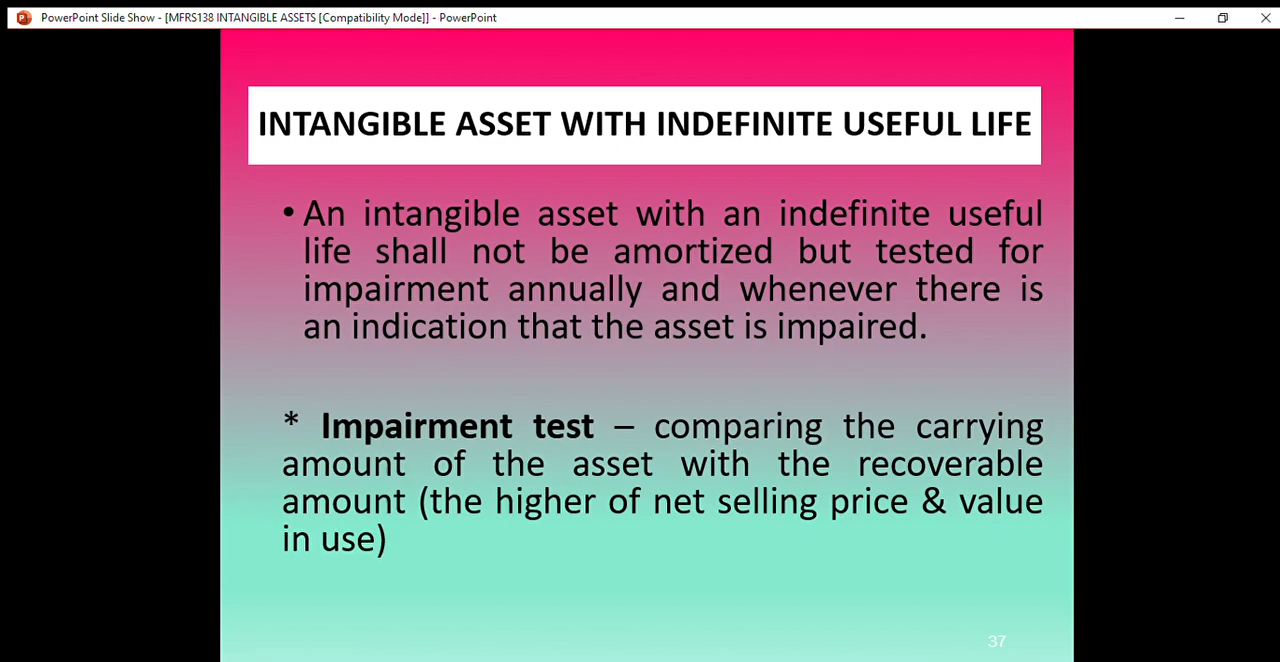 PowerPoint Slide Show - [MFRS138 INTANGIBLE ASSETS [Compatibility Mode]] - PowerPoint
INTANGIBLE ASSET WITH INDEFINITE USEFUL LIFE
• An intangible asset with an indefinite useful
life shall not be amortized but tested for
impairment annually and whenever there is
an indication that the asset is impaired.
* Impairment test – comparing the carrying
amount of the asset with the recoverable
amount (the higher of net selling price & value
in use)
37